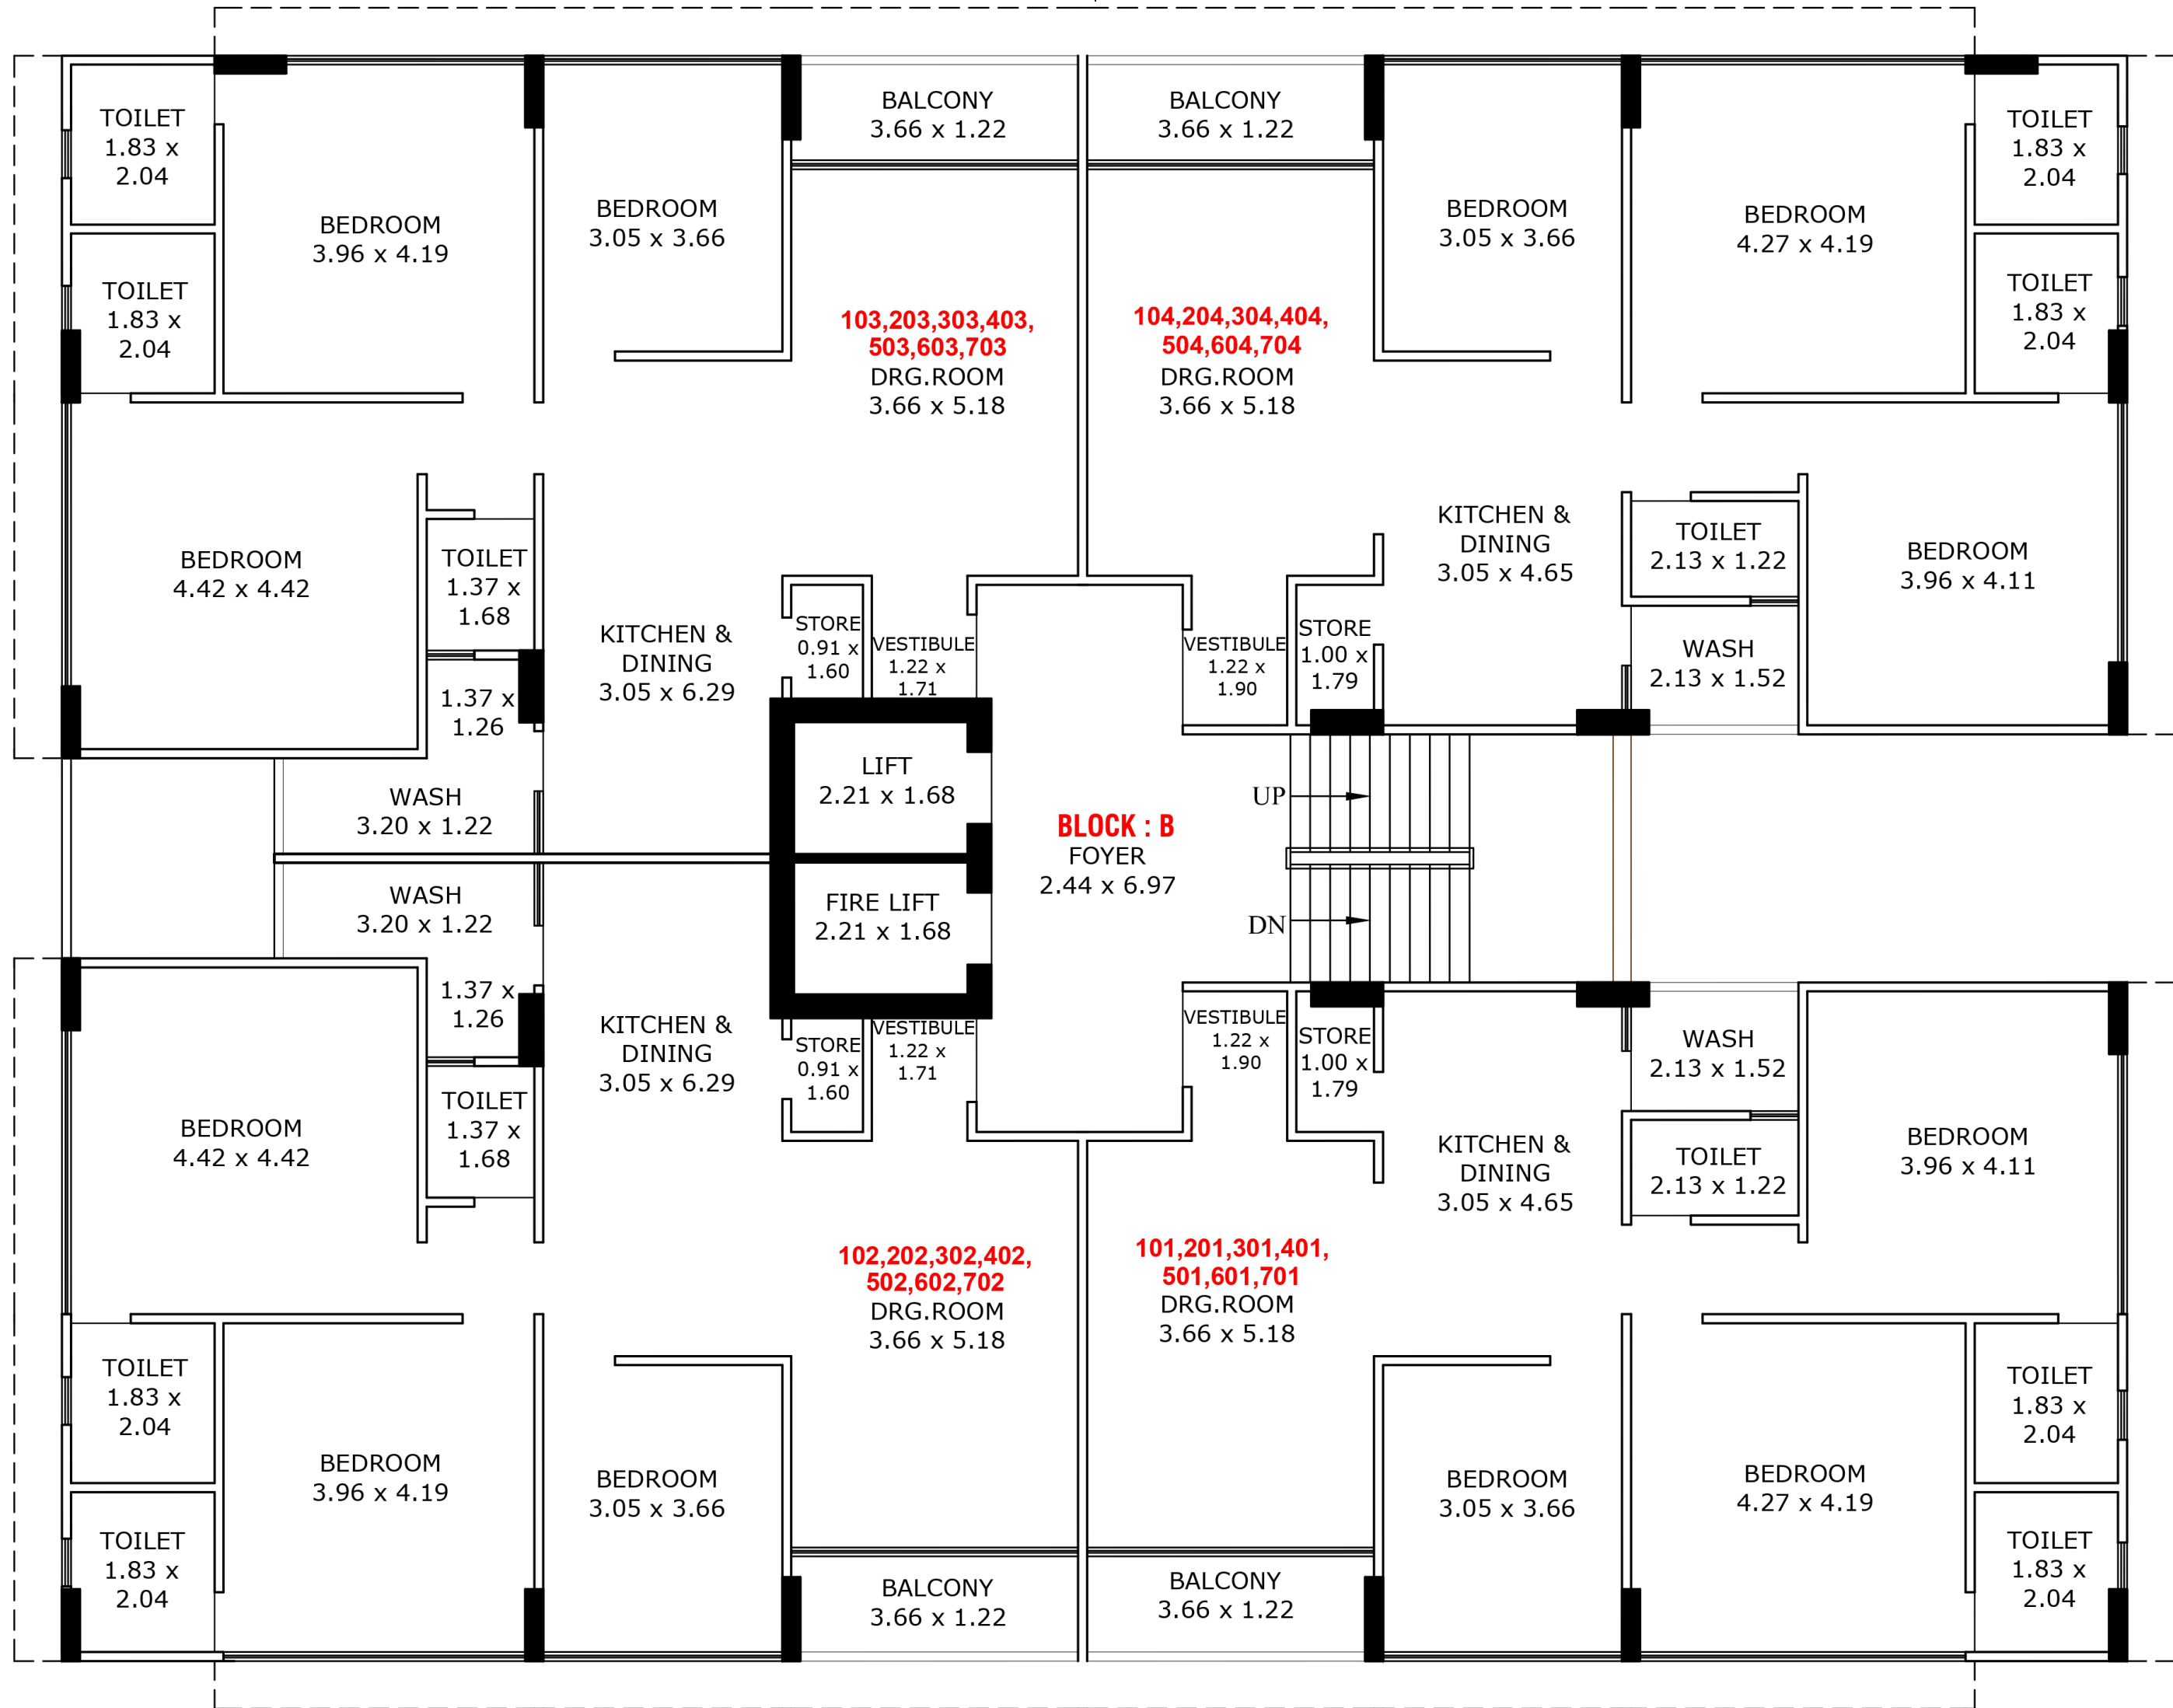 TOILET
1.83 x
2.04
BEDROOM
3.96 x 4.19
BEDROOM
3.05 x 3.66
BALCONY
3.66 x 1.22
BALCONY
3.66 x 1.22
BEDROOM
3.05 x 3.66
BEDROOM
4.27 x 4.19
TOILET
1.83 x
2.04
TOILET
1.83 x
2.04
103,203,303,403,
503,603,703
DRG.ROOM
3.66 x 5.18
104,204,304,404,
504,604,704
DRG.ROOM
3.66 x 5.18
TOILET
1.83 x
2.04
BEDROOM
4.42 x 4.42
TOILET
1.37 x
1.68
KITCHEN &
DINING
3.05 x 6.29
STORE
0.91 x
1.60
VESTIBULE
1.22 x
1.71
VESTIBULE
1.22 x
1.90
STORE
1.00 x
1.79
KITCHEN &
DINING
3.05 x 4.65
TOILET
2.13 x 1.22
WASH
2.13 x 1.52
BEDROOM
3.96 x 4.11
1.37 x
1.26
WASH
3.20 x 1.22
LIFT
2.21 x 1.68
UP
BLOCK : B
FOYER
2.44 x 6.97
WASH
3.20 x 1.22
FIRE LIFT
2.21 x 1.68
DN
1.37 x
1.26
KITCHEN &
DINING
3.05 x 6.29
STORE
0.91 x
1.60
VESTIBULE
1.22 x
1.71
VESTIBULE
1.22 x
1.90
STORE
1.00 x
1.79
WASH
2.13 x 1.52
BEDROOM
4.42 x 4.42
TOILET
1.37 x
1.68
KITCHEN &
DINING
3.05 x 4.65
TOILET
2.13 x 1.22
BEDROOM
3.96 x 4.11
102,202,302,402,
502,602,702
DRG.ROOM
3.66 x 5.18
101,201,301,401,
501,601,701
DRG.ROOM
3.66 x 5.18
TOILET
1.83 x
2.04
TOILET
1.83 x
2.04
BEDROOM
3.96 x 4.19
BEDROOM
3.05 x 3.66
BEDROOM
3.05 x 3.66
BEDROOM
4.27 x 4.19
TOILET
1.83 x
2.04
BALCONY
3.66 x 1.22
BALCONY
3.66 x 1.22
TOILET
1.83 x
2.04